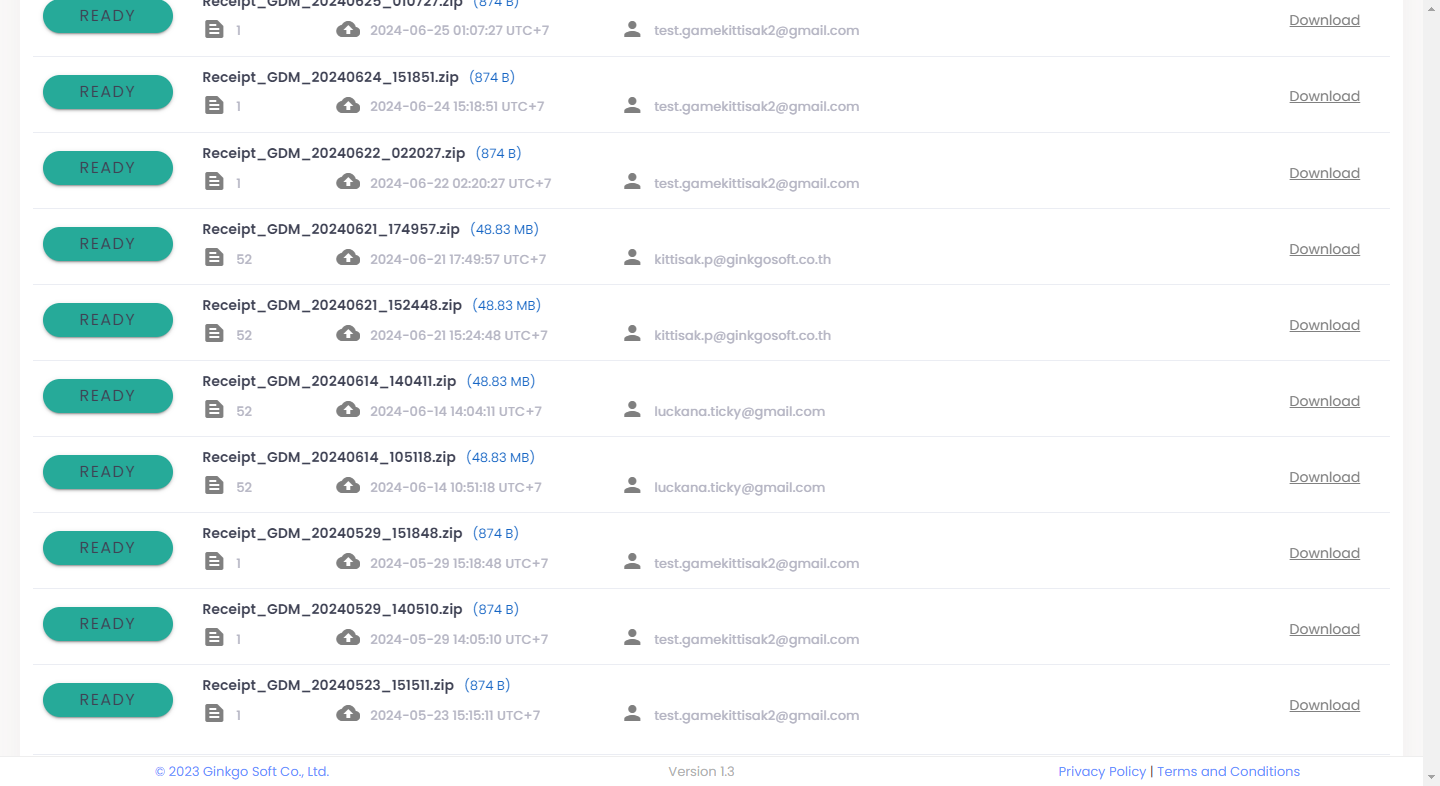 READY
Receipt_GDM_20240625_010727.zip (874 B)
1 2024-06-25 01:07:27 UTC+7 test.gamekittisak2@gmail.com
Download
READY
Receipt_GDM_20240624_151851.zip (874 B)
1 2024-06-24 15:18:51 UTC+7 test.gamekittisak2@gmail.com
Download
READY
Receipt_GDM_20240622_022027.zip (874 B)
1 2024-06-22 02:20:27 UTC+7 test.gamekittisak2@gmail.com
Download
READY
Receipt_GDM_20240621_174957.zip (48.83 MB)
52 2024-06-21 17:49:57 UTC+7 kittisak.p@ginkgosoft.co.th
Download
READY
Receipt_GDM_20240621_152448.zip (48.83 MB)
52 2024-06-21 15:24:48 UTC+7 kittisak.p@ginkgosoft.co.th
Download
READY
Receipt_GDM_20240614_140411.zip (48.83 MB)
52 2024-06-14 14:04:11 UTC+7 luckana.ticky@gmail.com
Download
READY
Receipt_GDM_20240614_105118.zip (48.83 MB)
52 2024-06-14 10:51:18 UTC+7 luckana.ticky@gmail.com
Download
READY
Receipt_GDM_20240529_151848.zip (874 B)
1 2024-05-29 15:18:48 UTC+7 test.gamekittisak2@gmail.com
Download
READY
Receipt_GDM_20240529_140510.zip (874 B)
1 2024-05-29 14:05:10 UTC+7 test.gamekittisak2@gmail.com
Download
READY
Receipt_GDM_20240523_151511.zip (874 B)
1 2024-05-23 15:15:11 UTC+7 test.gamekittisak2@gmail.com
Download
© 2023 Ginkgo Soft Co., Ltd. Version 1.3 Privacy Policy | Terms and Conditions